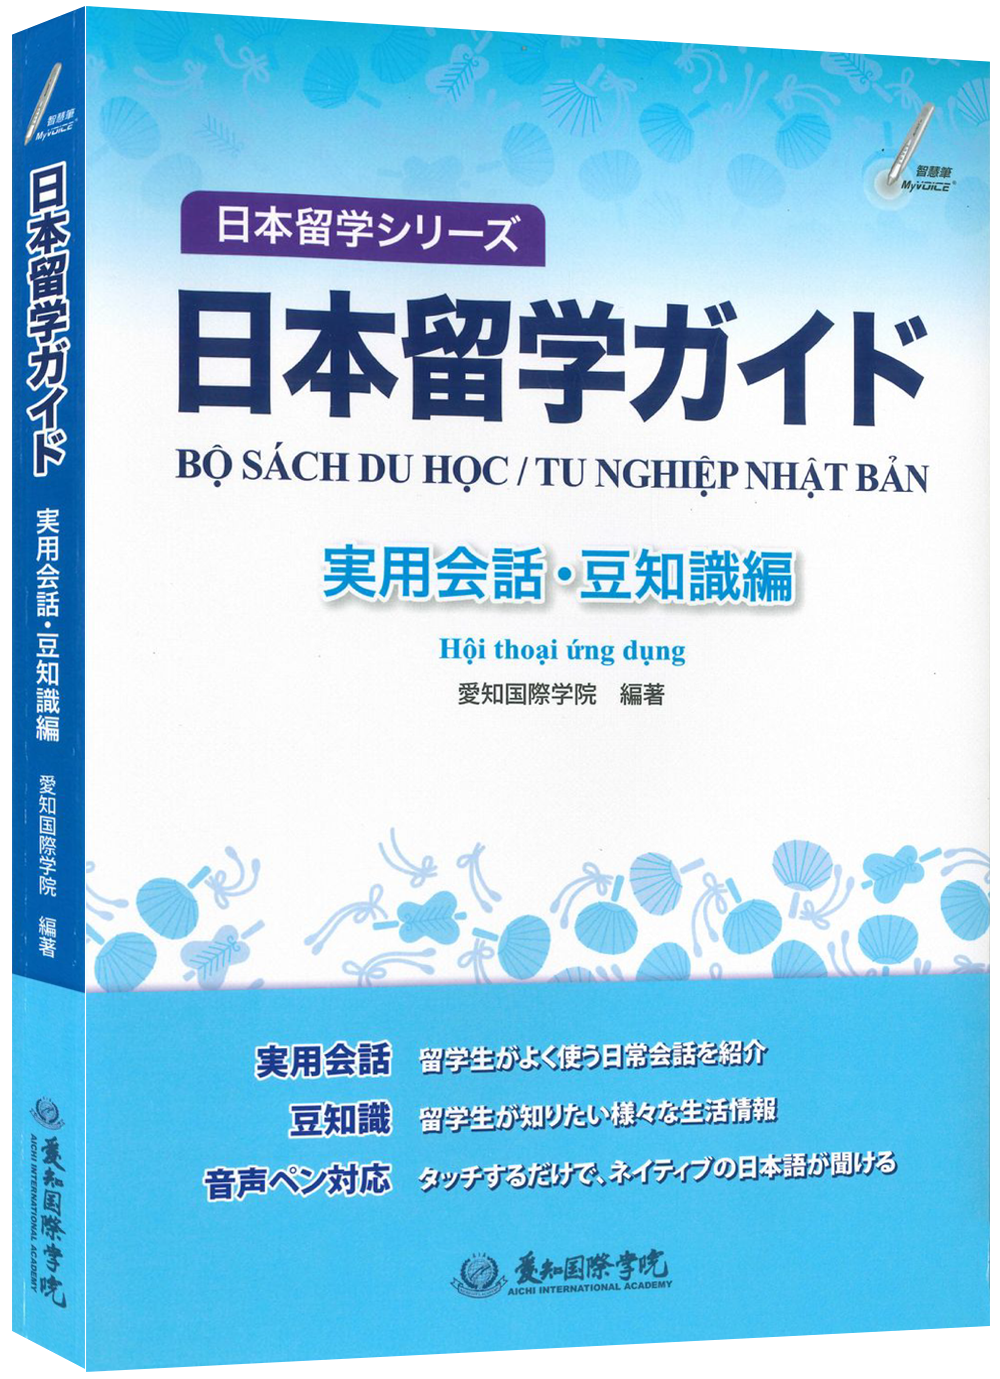 智慧筆
MyVOICE
日本留学ガイド
実用会話・豆知識編
愛知国際学院 編著
愛知国際学院
AICHI INTERNATIONAL ACADEMY
智慧筆
MyVOICE®
日本留学シリーズ
日本留学ガイド
BỘ SÁCH DU HỌC / TU NGHIỆP NHẬT BẢN
実用会話・豆知識編
Hội thoại ứng dụng
愛知国際学院 編著
実用会話 留学生がよく使う日常会話を紹介
豆知識 留学生が知りたい様々な生活情報
音声ペン対応 タッチするだけで、ネイティブの日本語が聞ける
愛知国際学院
AICHI INTERNATIONAL ACADEMY